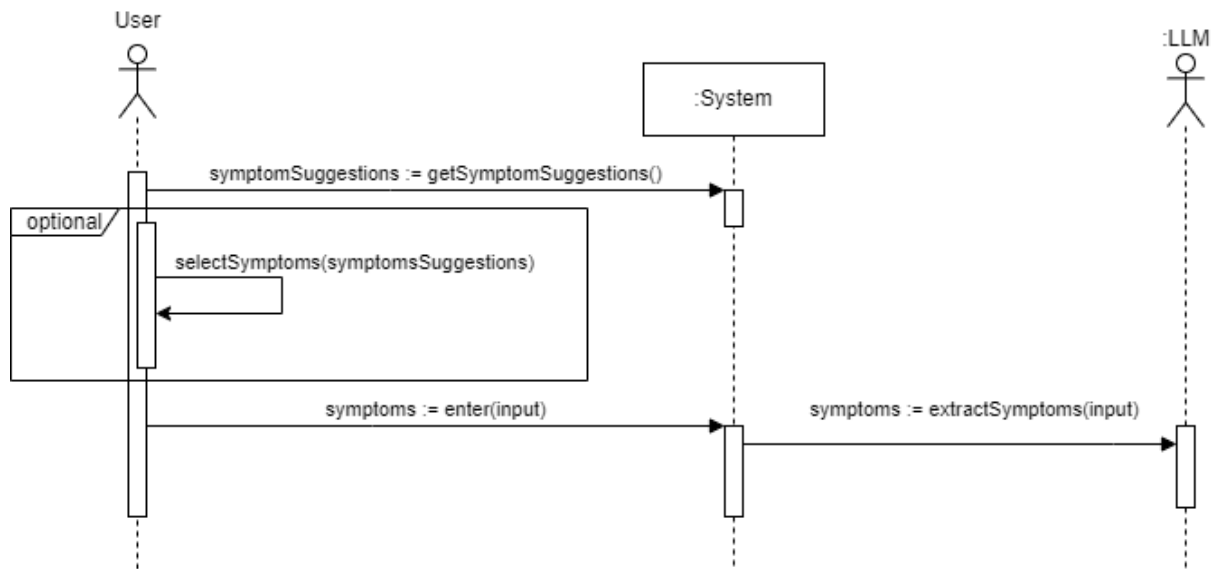 User
:LLM
:System
symptomSuggestions := getSymptomSuggestions()
optional
selectSymptoms(symptomsSuggestions)
symptoms := enter(input)
symptoms := extractSymptoms(input)